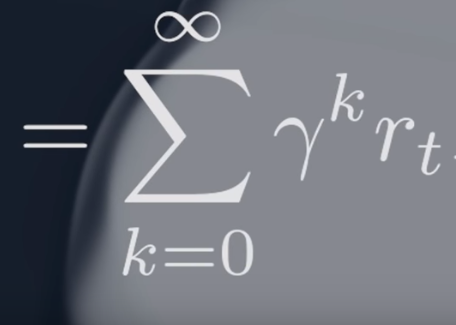 = ∑_{k=0}^{∞} γ^k r_t